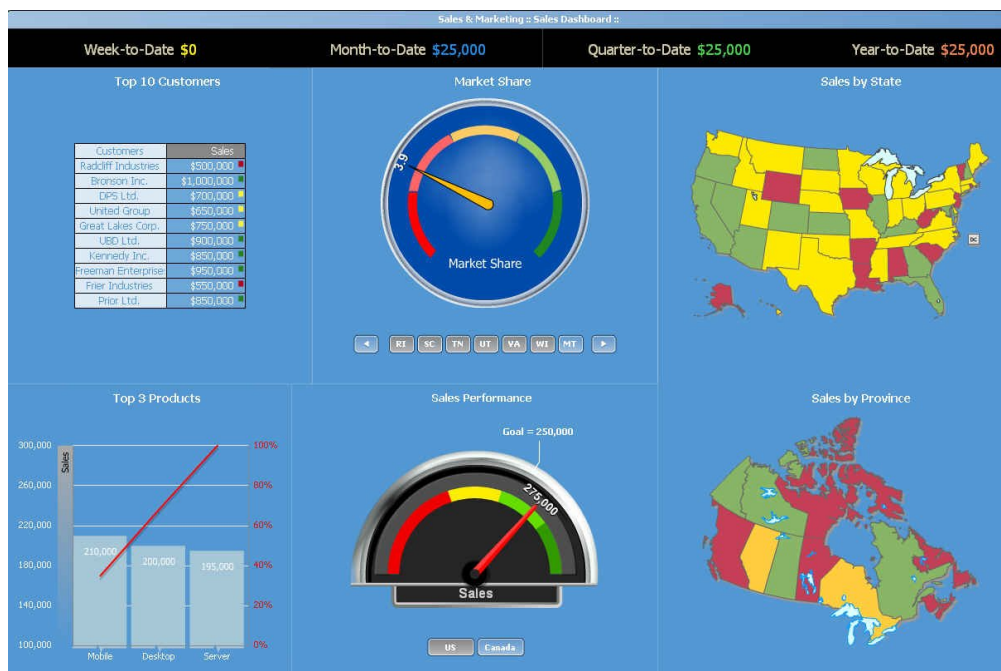 Sales & Marketing :: Sales Dashboard ::
Week-to-Date $0 Month-to-Date $25,000 Quarter-to-Date $25,000 Year-to-Date $25,000
Top 10 Customers
Customers Sales
Radcliff Industries $500,000
Bronson Inc. $1,000,000
DPS Ltd. $700,000
United Group $650,000
Great Lakes Corp. $750,000
UBD Ltd. $900,000
Kennedy Inc. $850,000
Freeman Enterprise $950,000
Frier Industries $550,000
Prior Ltd. $850,000
Market Share
3.9
Market Share
RI SC TN UT VA WI MT
Sales by State
DC
Top 3 Products
300,000 100%
Sales
260,000 80%
220,000 60%
180,000 40%
140,000 20%
100,000 0%
210,000 200,000 195,000
Mobile Desktop Server
Sales Performance
Goal = 250,000
275,000
Sales
US Canada
Sales by Province